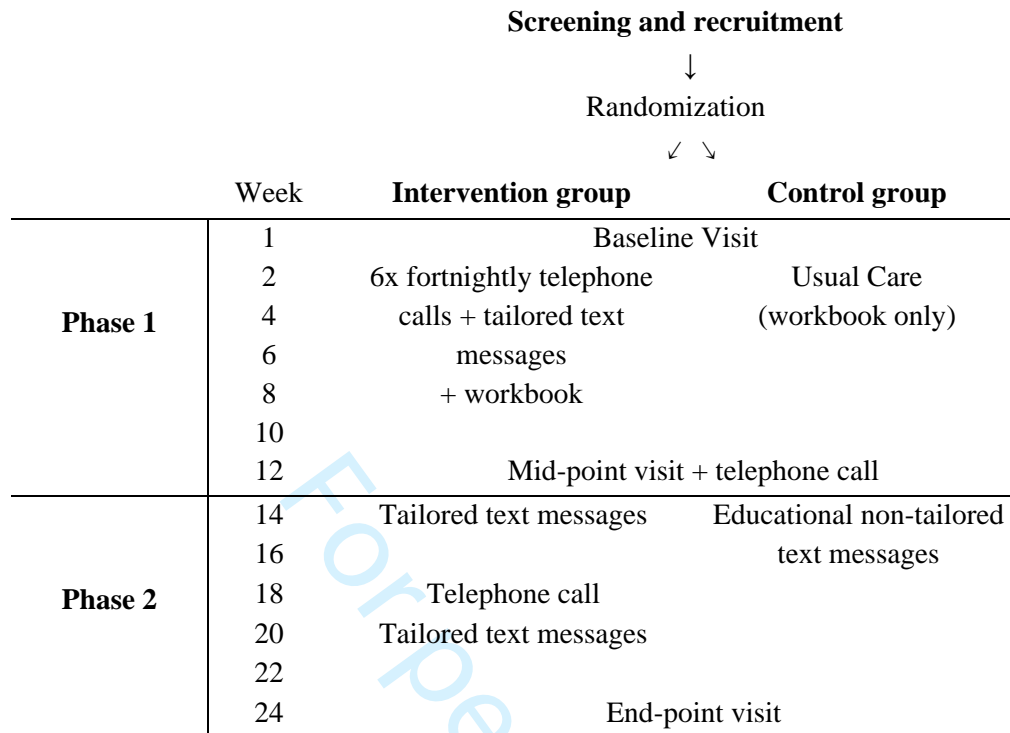 Screening and recruitment
↓
Randomization
↙ ↘
Week Intervention group Control group
1 Baseline Visit
2 6x fortnightly telephone Usual Care
Phase 1 4 calls + tailored text (workbook only)
6 messages
8 + workbook
10
12 Mid-point visit + telephone call
14 Tailored text messages Educational non-tailored
16 text messages
Phase 2 18 Telephone call
20 Tailored text messages
22
24 End-point visit
For pe